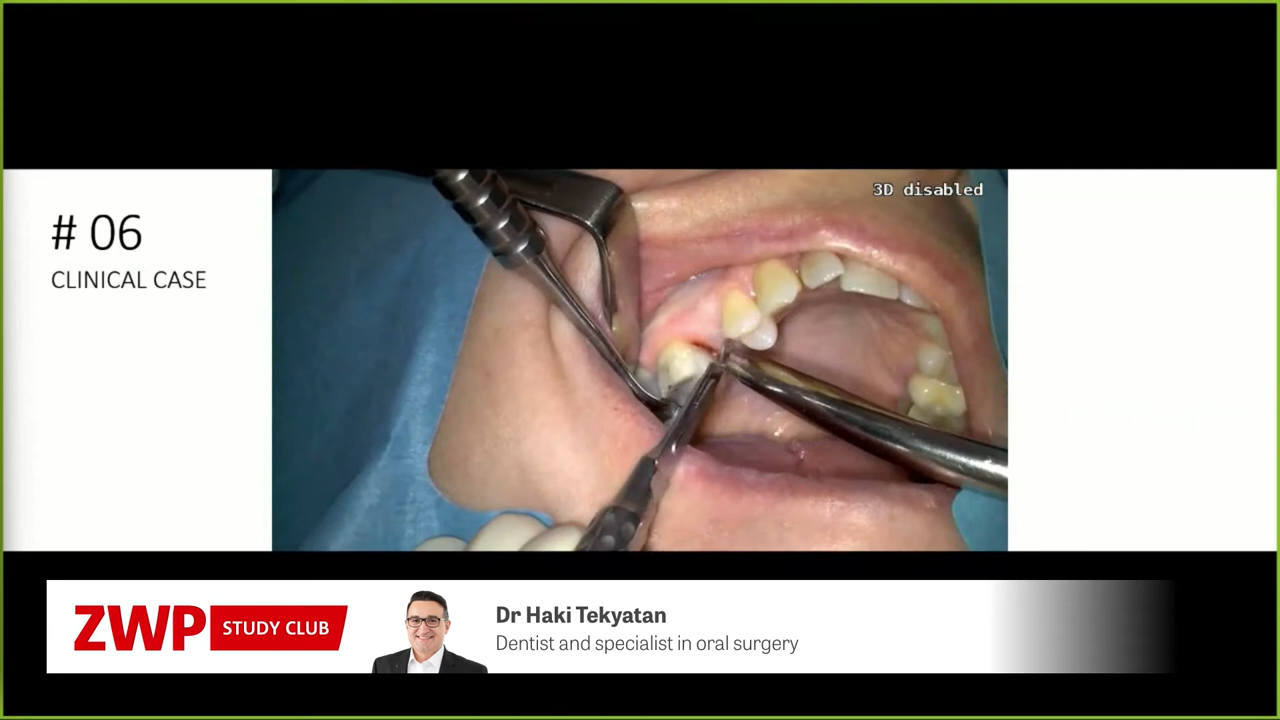 # 06
CLINICAL CASE
3D disabled
ZWP STUDY CLUB
Dr Haki Tekyatan
Dentist and specialist in oral surgery